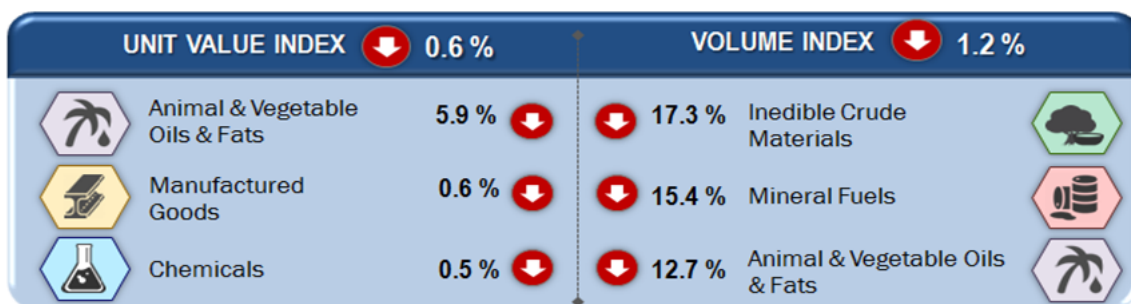 UNIT VALUE INDEX 0.6 %
VOLUME INDEX 1.2 %
Animal & Vegetable
Oils & Fats
5.9 %
Manufactured
Goods
0.6 %
Chemicals
0.5 %
17.3 %
Inedible Crude
Materials
15.4 %
Mineral Fuels
12.7 %
Animal & Vegetable Oils
& Fats